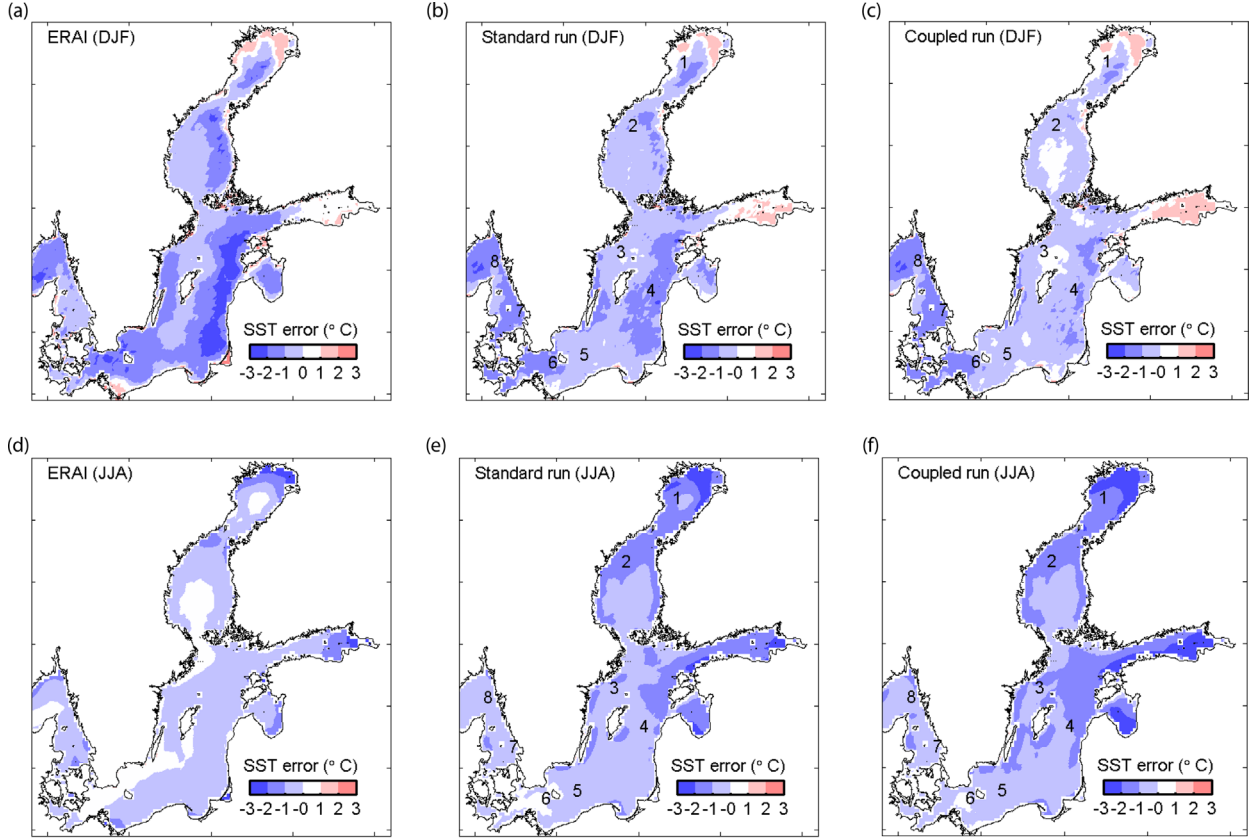 (a)
ERAI (DJF)
SST error (° C)
-3 -2 -1 -0 1 2 3
(b)
Standard run (DJF)
1
2
3
4
5
6
7
8
SST error (° C)
-3 -2 -1 -0 1 2 3
(c)
Coupled run (DJF)
1
2
3
4
5
6
7
8
SST error (° C)
-3 -2 -1 -0 1 2 3
(d)
ERAI (JJA)
SST error (° C)
-3 -2 -1 -0 1 2 3
(e)
Standard run (JJA)
1
2
3
4
5
6
7
8
SST error (° C)
-3 -2 -1 -0 1 2 3
(f)
Coupled run (JJA)
1
2
3
4
5
6
7
8
SST error (° C)
-3 -2 -1 -0 1 2 3